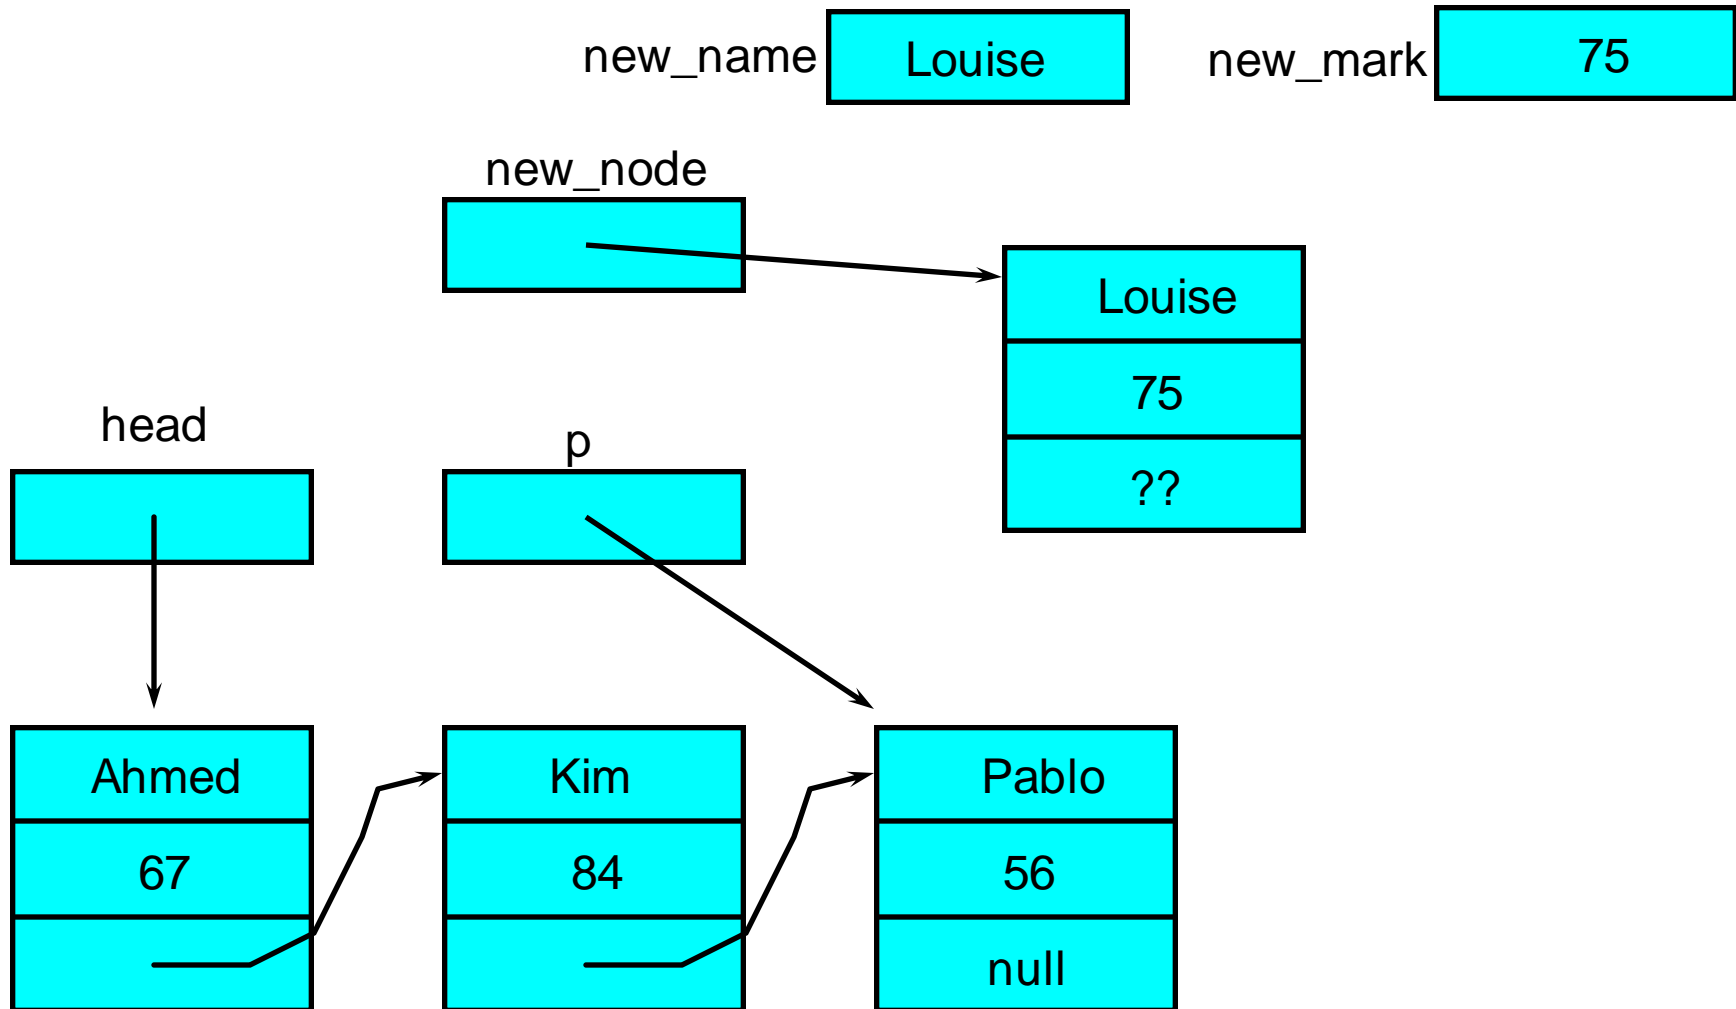 new_name Louise new_mark 75
new_node
Louise
75
??
head p
Ahmed Kim Pablo
67 84 56
null